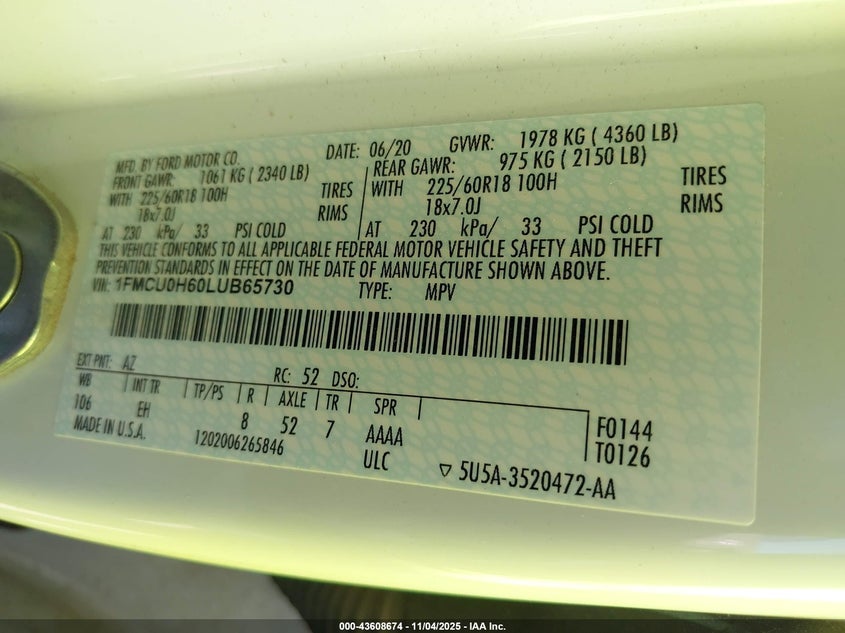 MFD. BY FORD MOTOR CO. DATE: 06/20 GVWR: 1978 KG ( 4360 LB)
FRONT GAWR: 1061 KG ( 2340 LB) REAR GAWR: 975 KG ( 2150 LB)
WITH 225/60R18 100H TIRES WITH 225/60R18 100H TIRES
18x7.0J RIMS 18x7.0J RIMS
AT 230 kPa/ 33 PSI COLD AT 230 kPa/ 33 PSI COLD
THIS VEHICLE CONFORMS TO ALL APPLICABLE FEDERAL MOTOR VEHICLE SAFETY AND THEFT
PREVENTION STANDARDS IN EFFECT ON THE DATE OF MANUFACTURE SHOWN ABOVE.
VIN: 1FMCU0H60LUB65730 TYPE: MPV
EXT PNT: AZ RC: 52 DSO:
WB INT TR TP/PS R AXLE TR SPR
106 EH 8 52 7 AAAA F0144
MADE IN U.S.A. 1202006265846 ULC T0126
▽ 5U5A-3520472-AA
000-43608674 - 11/04/2025 - IAA Inc.